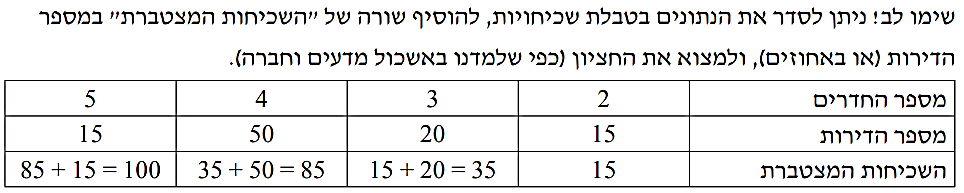 שימו לב! ניתן לסדר את הנתונים בטבלת שכיחויות, להוסיף שורה של "השכיחות המצטברת" במספר
הדירות (או באחוזים), ולמצוא את החציון (כפי שלמדנו באשכול מדעים וחברה).
מספר החדרים 2 3 4 5
מספר הדירות 15 20 50 15
השכיחות המצטברת 15 15 + 20 = 35 35 + 50 = 85 85 + 15 = 100